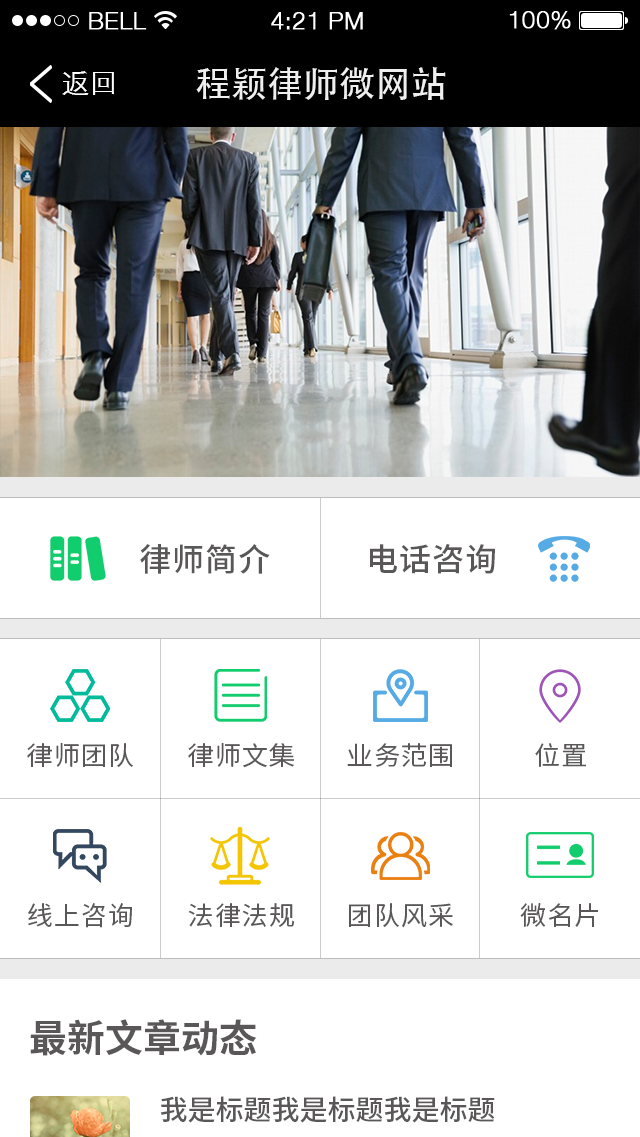 BELL 4:21 PM 100%
返回 程颖律师微网站
律师简介 电话咨询
律师团队 律师文集 业务范围 位置
线上咨询 法律法规 团队风采 微名片
最新文章动态
我是标题我是标题我是标题